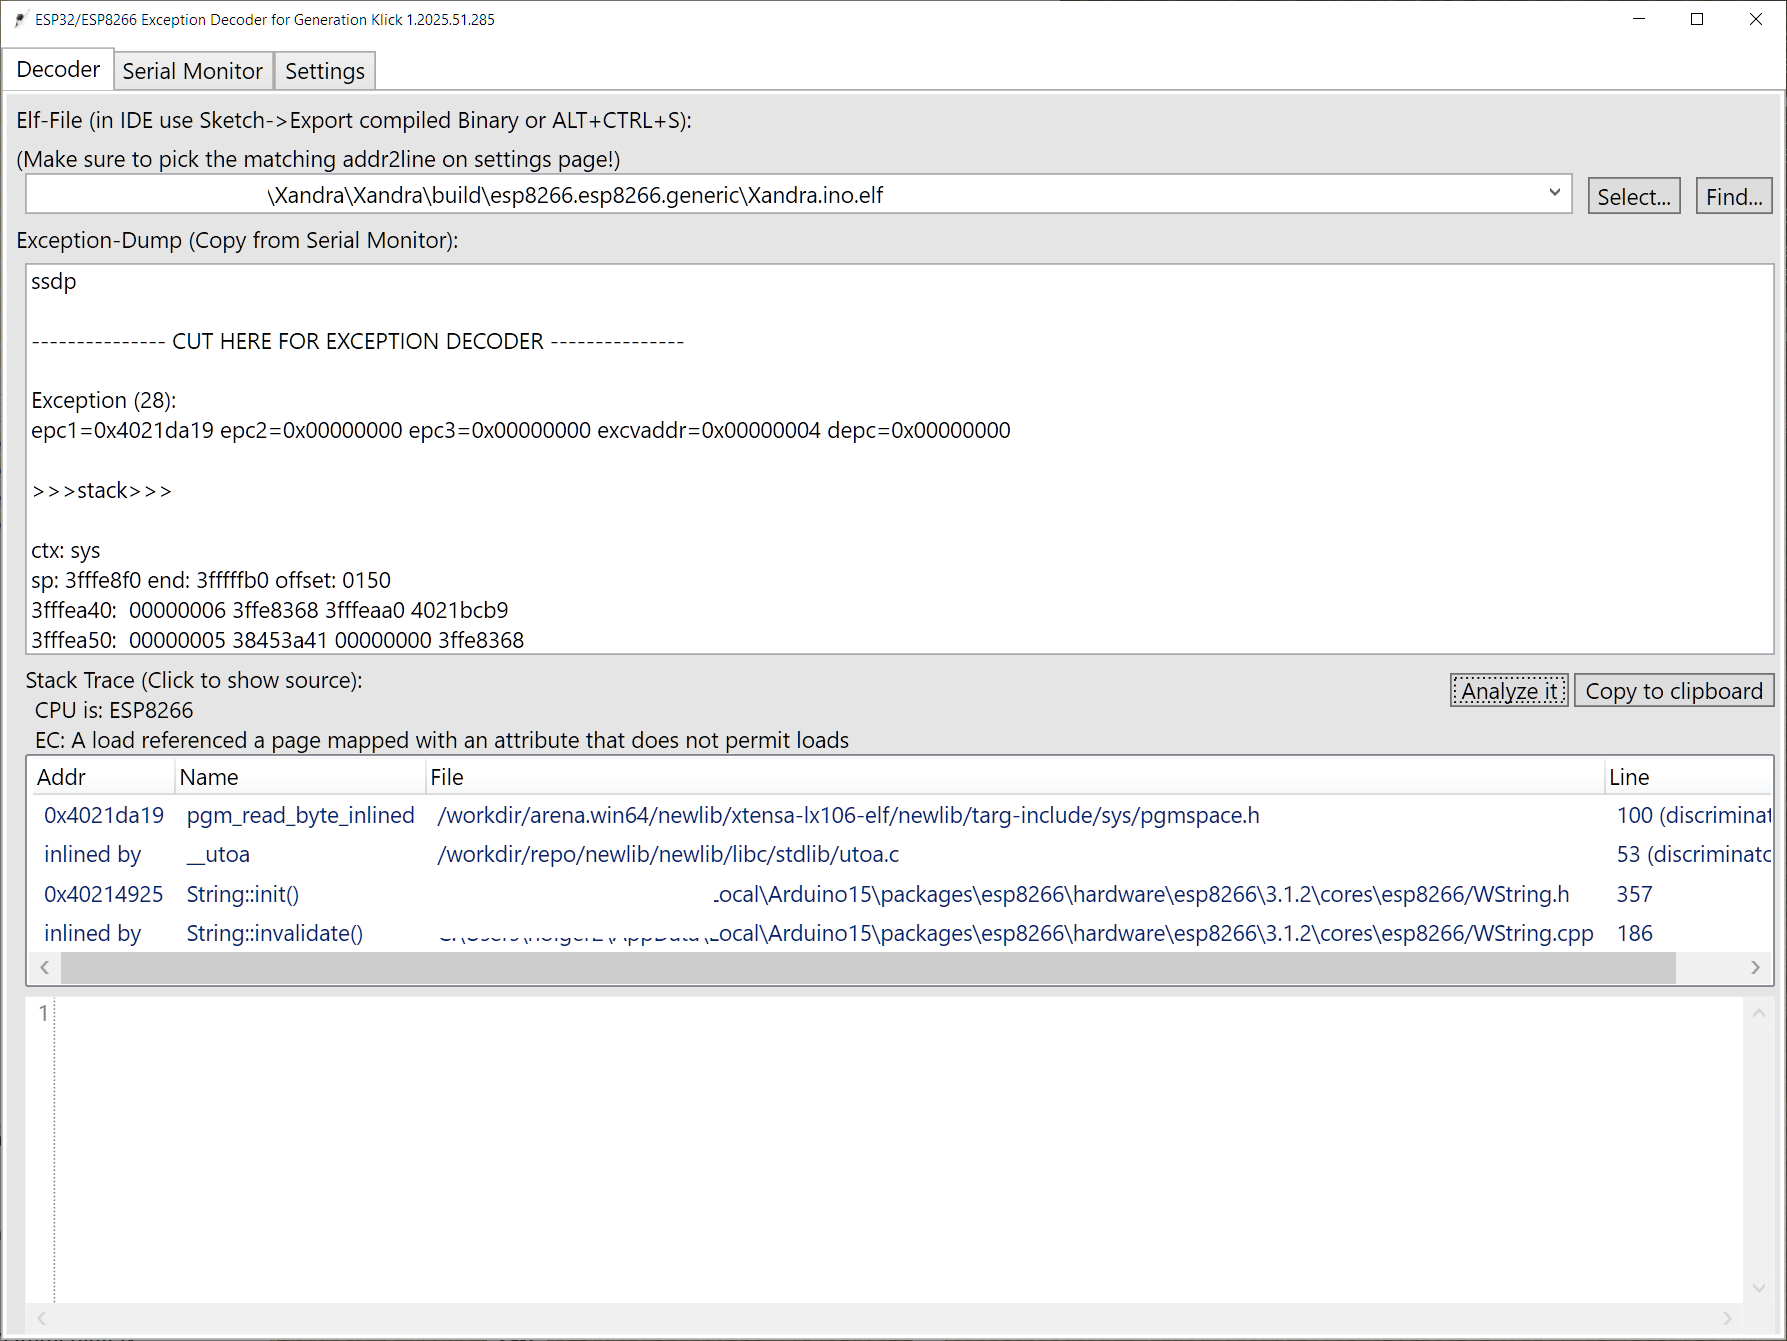 ESP32/ESP8266 Exception Decoder for Generation Klick 1.2025.51.285
Decoder Serial Monitor Settings
Elf-File (in IDE use Sketch->Export compiled Binary or ALT+CTRL+S):
(Make sure to pick the matching addr2line on settings page!)
\Xandra\Xandra\build\esp8266.esp8266.generic\Xandra.ino.elf Select... Find...
Exception-Dump (Copy from Serial Monitor):
ssdp
--------------- CUT HERE FOR EXCEPTION DECODER ---------------
Exception (28):
epc1=0x4021da19 epc2=0x00000000 epc3=0x00000000 excvaddr=0x00000004 depc=0x00000000
>>>stack>>>
ctx: sys
sp: 3fffe8f0 end: 3fffffb0 offset: 0150
3fffea40:  00000006 3ffe8368 3fffeaa0 4021bcb9
3fffea50:  00000005 38453a41 00000000 3ffe8368
Stack Trace (Click to show source): Analyze it Copy to clipboard
CPU is: ESP8266
EC: A load referenced a page mapped with an attribute that does not permit loads
Addr Name File Line
0x4021da19 pgm_read_byte_inlined /workdir/arena.win64/newlib/xtensa-lx106-elf/newlib/targ-include/sys/pgmspace.h 100 (discriminat
inlined by __utoa /workdir/repo/newlib/newlib/libc/stdlib/utoa.c 53 (discriminatc
0x40214925 String::init() Local\Arduino15\packages\esp8266\hardware\esp8266\3.1.2\cores\esp8266/WString.h 357
inlined by String::invalidate() \Local\Arduino15\packages\esp8266\hardware\esp8266\3.1.2\cores\esp8266/WString.cpp 186
1